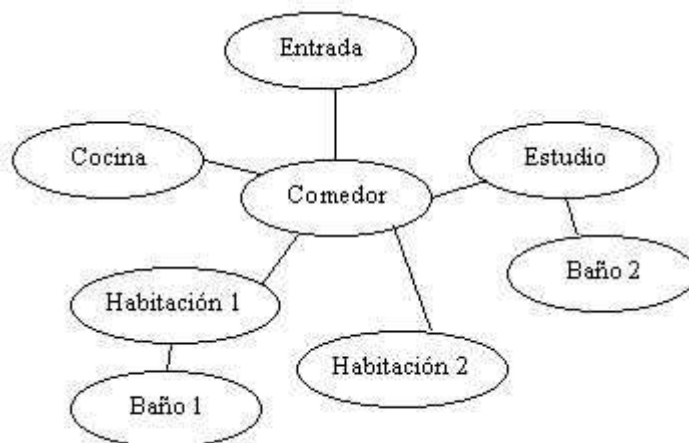 Entrada
Cocina
Estudio
Comedor
Baño 2
Habitación 1
Habitación 2
Baño 1